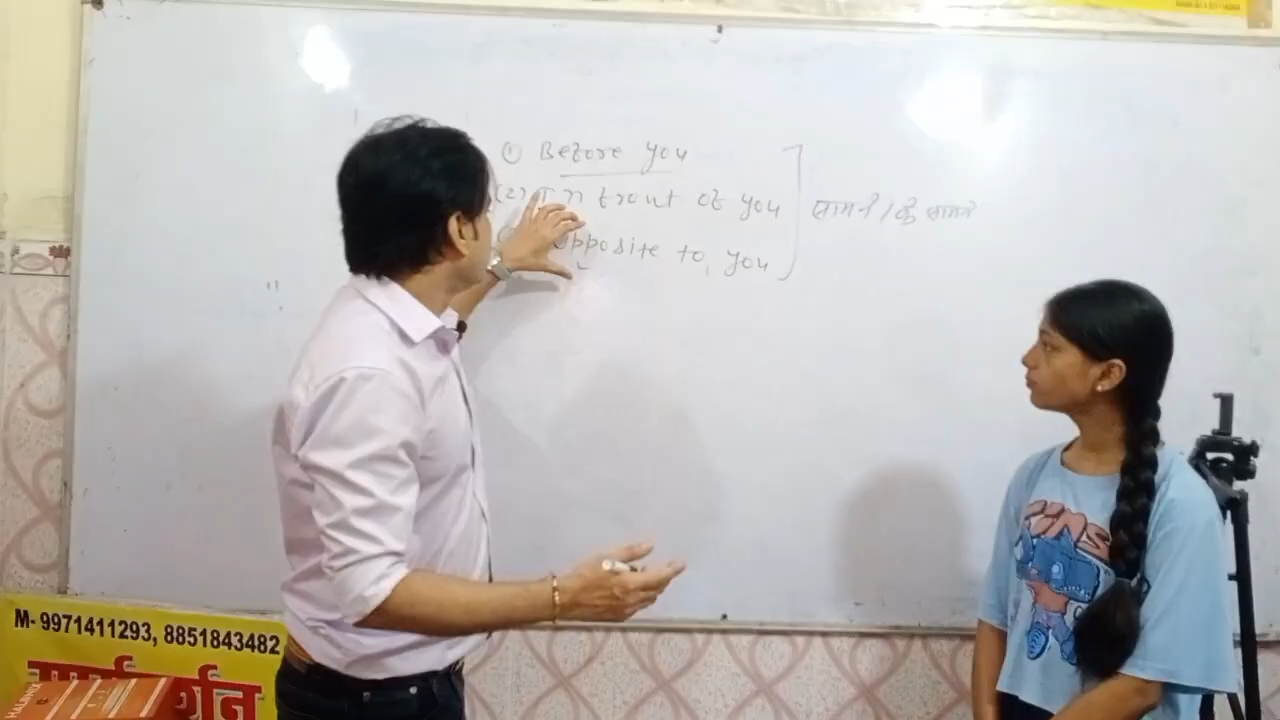 (1) Before you
(2) In front of you
opposite to, you
सामने / के सामने
M- 9971411293, 8851843482